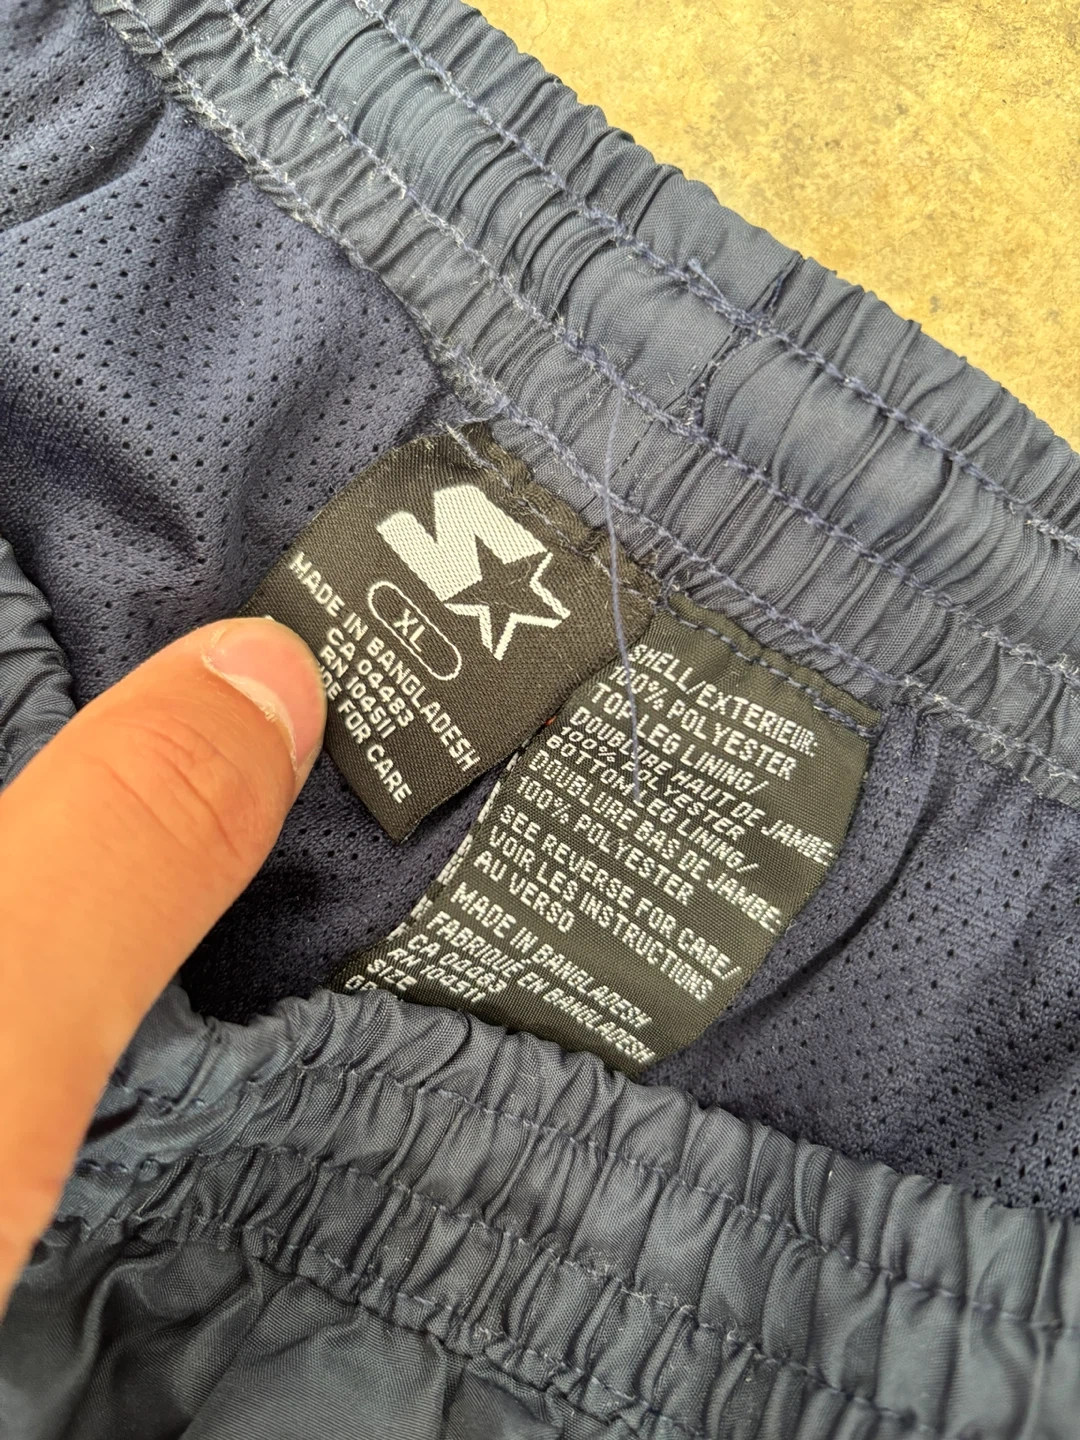 XL
MADE IN BANGLADESH
CA 04483
RN 104511
FOR CARE
SHELL/EXTERIEUR:
100% POLYESTER
TOP LEG LINING/
DOUBLURE HAUT DE JAMBE:
100% POLYESTER
BOTTOM LEG LINING/
DOUBLURE BAS DE JAMBE:
100% POLYESTER
SEE REVERSE FOR CARE/
VOIR LES INSTRUCTIONS
AU VERSO
MADE IN BANGLADESH
FABRIQUE EN BANGLADESH
CA 04483
RN 104511
SIZE